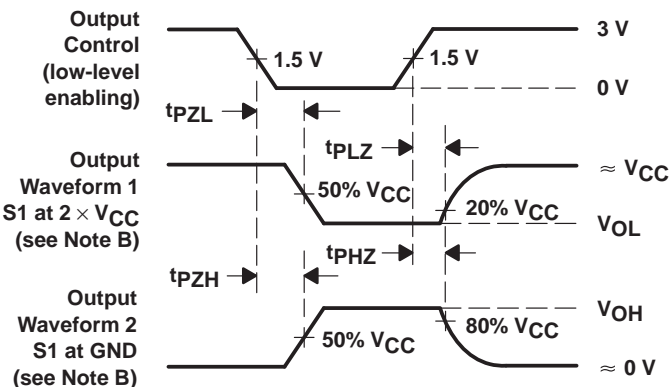 Output
Control
(low-level
enabling)
3 V
1.5 V
1.5 V
0 V
tPZL
tPLZ
Output
Waveform 1
S1 at 2 × VCC
(see Note B)
≈ VCC
50% VCC
20% VCC
VOL
tPHZ
tPZH
Output
Waveform 2
S1 at GND
(see Note B)
VOH
50% VCC
80% VCC
≈ 0 V